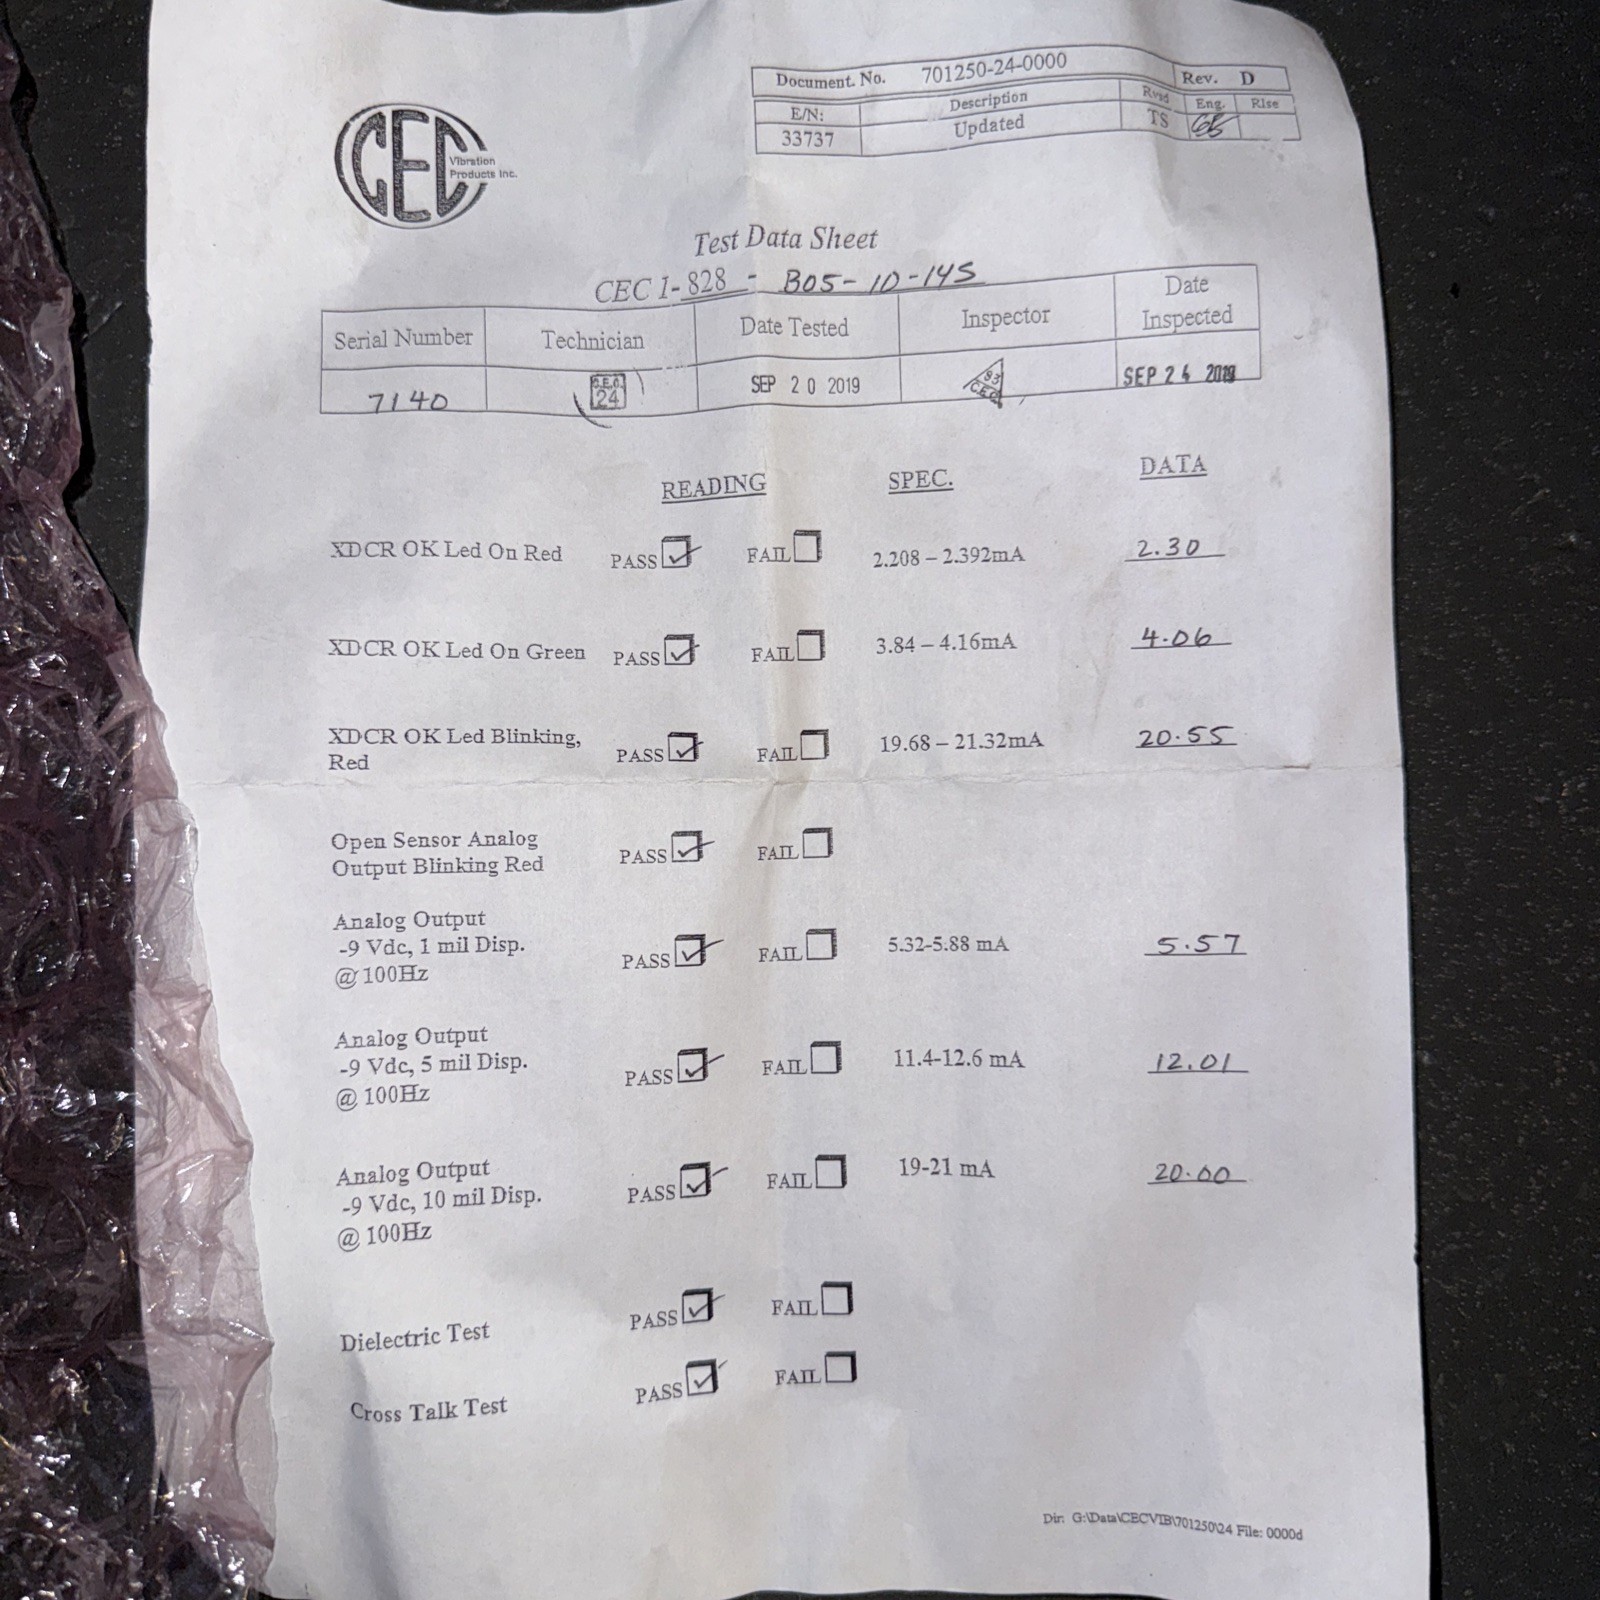 Document. No. 701250-24-0000 Rev. D
E/N: Description Rvsd Eng. Rlse
33737 Updated TS
CEC
Vibration
Products Inc.
Test Data Sheet
CEC 1-828 - B05-10-145
Serial Number Technician Date Tested Inspector Date Inspected
7140 C.E.C. 24 SEP 20 2019 93 C.E.C. SEP 24 2019
READING SPEC. DATA
XDCR OK Led On Red PASS FAIL 2.208 – 2.392mA 2.30
XDCR OK Led On Green PASS FAIL 3.84 – 4.16mA 4.06
XDCR OK Led Blinking, PASS FAIL 19.68 – 21.32mA 20.55
Red
Open Sensor Analog
Output Blinking Red PASS FAIL
Analog Output
-9 Vdc, 1 mil Disp. PASS FAIL 5.32-5.88 mA 5.57
@ 100Hz
Analog Output
-9 Vdc, 5 mil Disp. PASS FAIL 11.4-12.6 mA 12.01
@ 100Hz
Analog Output
-9 Vdc, 10 mil Disp. PASS FAIL 19-21 mA 20.00
@ 100Hz
Dielectric Test PASS FAIL
Cross Talk Test PASS FAIL
Dir: G:\Data\CECVIB\701250\24 File: 0000d